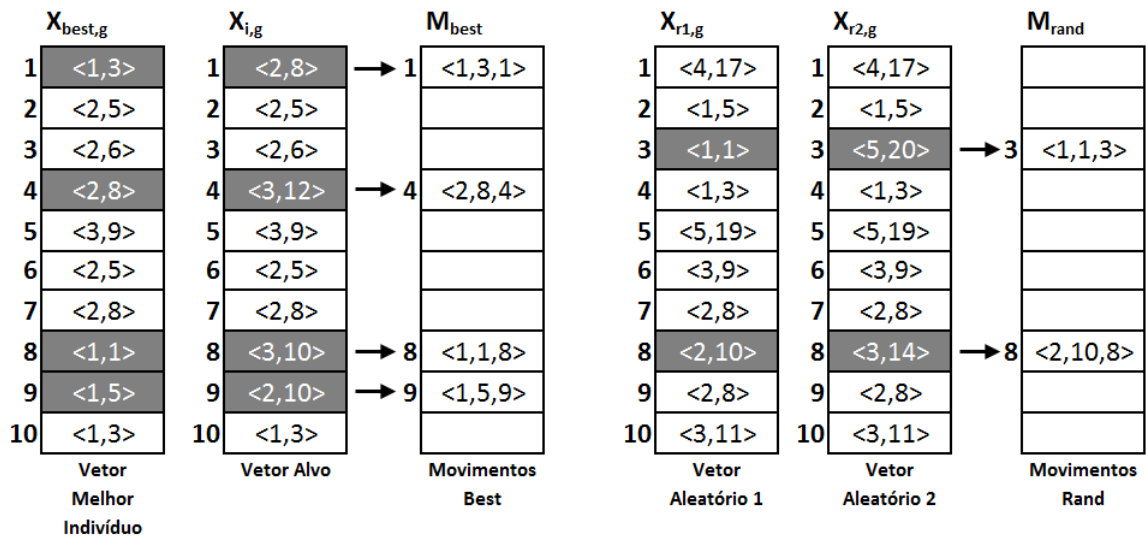 X best,g X i,g M best X r1,g X r2,g M rand
1 <1,3> 1 <2,8> 1 <1,3,1> 1 <4,17> 1 <4,17>
2 <2,5> 2 <2,5> 2 <1,5> 2 <1,5>
3 <2,6> 3 <2,6> 3 <1,1> 3 <5,20> 3 <1,1,3>
4 <2,8> 4 <3,12> 4 <2,8,4> 4 <1,3> 4 <1,3>
5 <3,9> 5 <3,9> 5 <5,19> 5 <5,19>
6 <2,5> 6 <2,5> 6 <3,9> 6 <3,9>
7 <2,8> 7 <2,8> 7 <2,8> 7 <2,8>
8 <1,1> 8 <3,10> 8 <1,1,8> 8 <2,10> 8 <3,14> 8 <2,10,8>
9 <1,5> 9 <2,10> 9 <1,5,9> 9 <2,8> 9 <2,8>
10 <1,3> 10 <1,3> 10 <3,11> 10 <3,11>
Vetor Vetor Alvo Movimentos Vetor Vetor Movimentos
Melhor Best Aleatório 1 Aleatório 2 Rand
Indivíduo